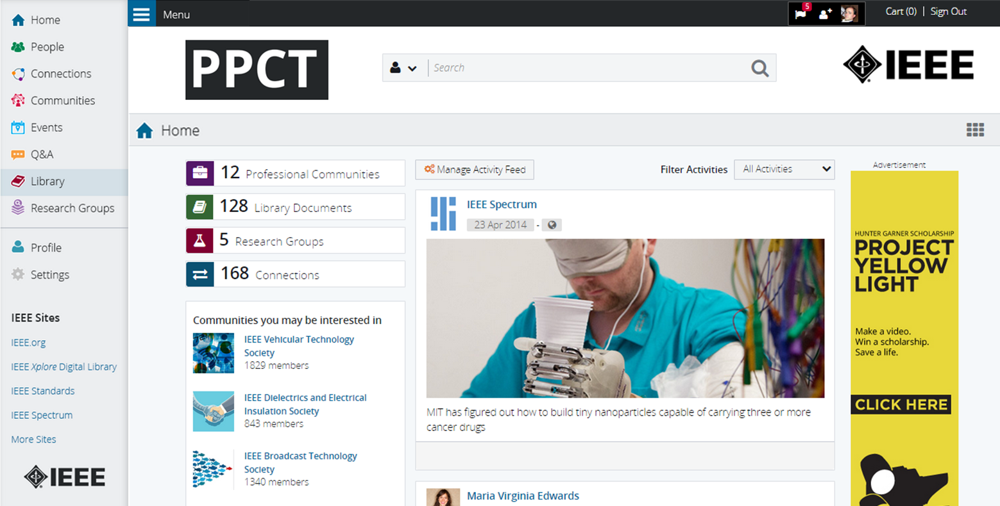 Home
People
Connections
Communities
Events
Q&A
Library
Research Groups
Profile
Settings
IEEE Sites
IEEE.org
IEEE Xplore Digital Library
IEEE Standards
IEEE Spectrum
More Sites
IEEE
Menu
5
Cart (0) | Sign Out
PPCT
Search
IEEE
Home
12 Professional Communities
128 Library Documents
5 Research Groups
168 Connections
Communities you may be interested in
IEEE Vehicular Technology
Society
1829 members
IEEE Dielectrics and Electrical
Insulation Society
843 members
IEEE Broadcast Technology
Society
1340 members
Manage Activity Feed
Filter Activities
All Activities
IEEE Spectrum
23 Apr 2014 -
MIT has figured out how to build tiny nanoparticles capable of carrying three or more
cancer drugs
Maria Virginia Edwards
Advertisement
HUNTER GARNER SCHOLARSHIP
PROJECT
YELLOW
LIGHT
Make a video.
Win a scholarship.
Save a life.
CLICK HERE